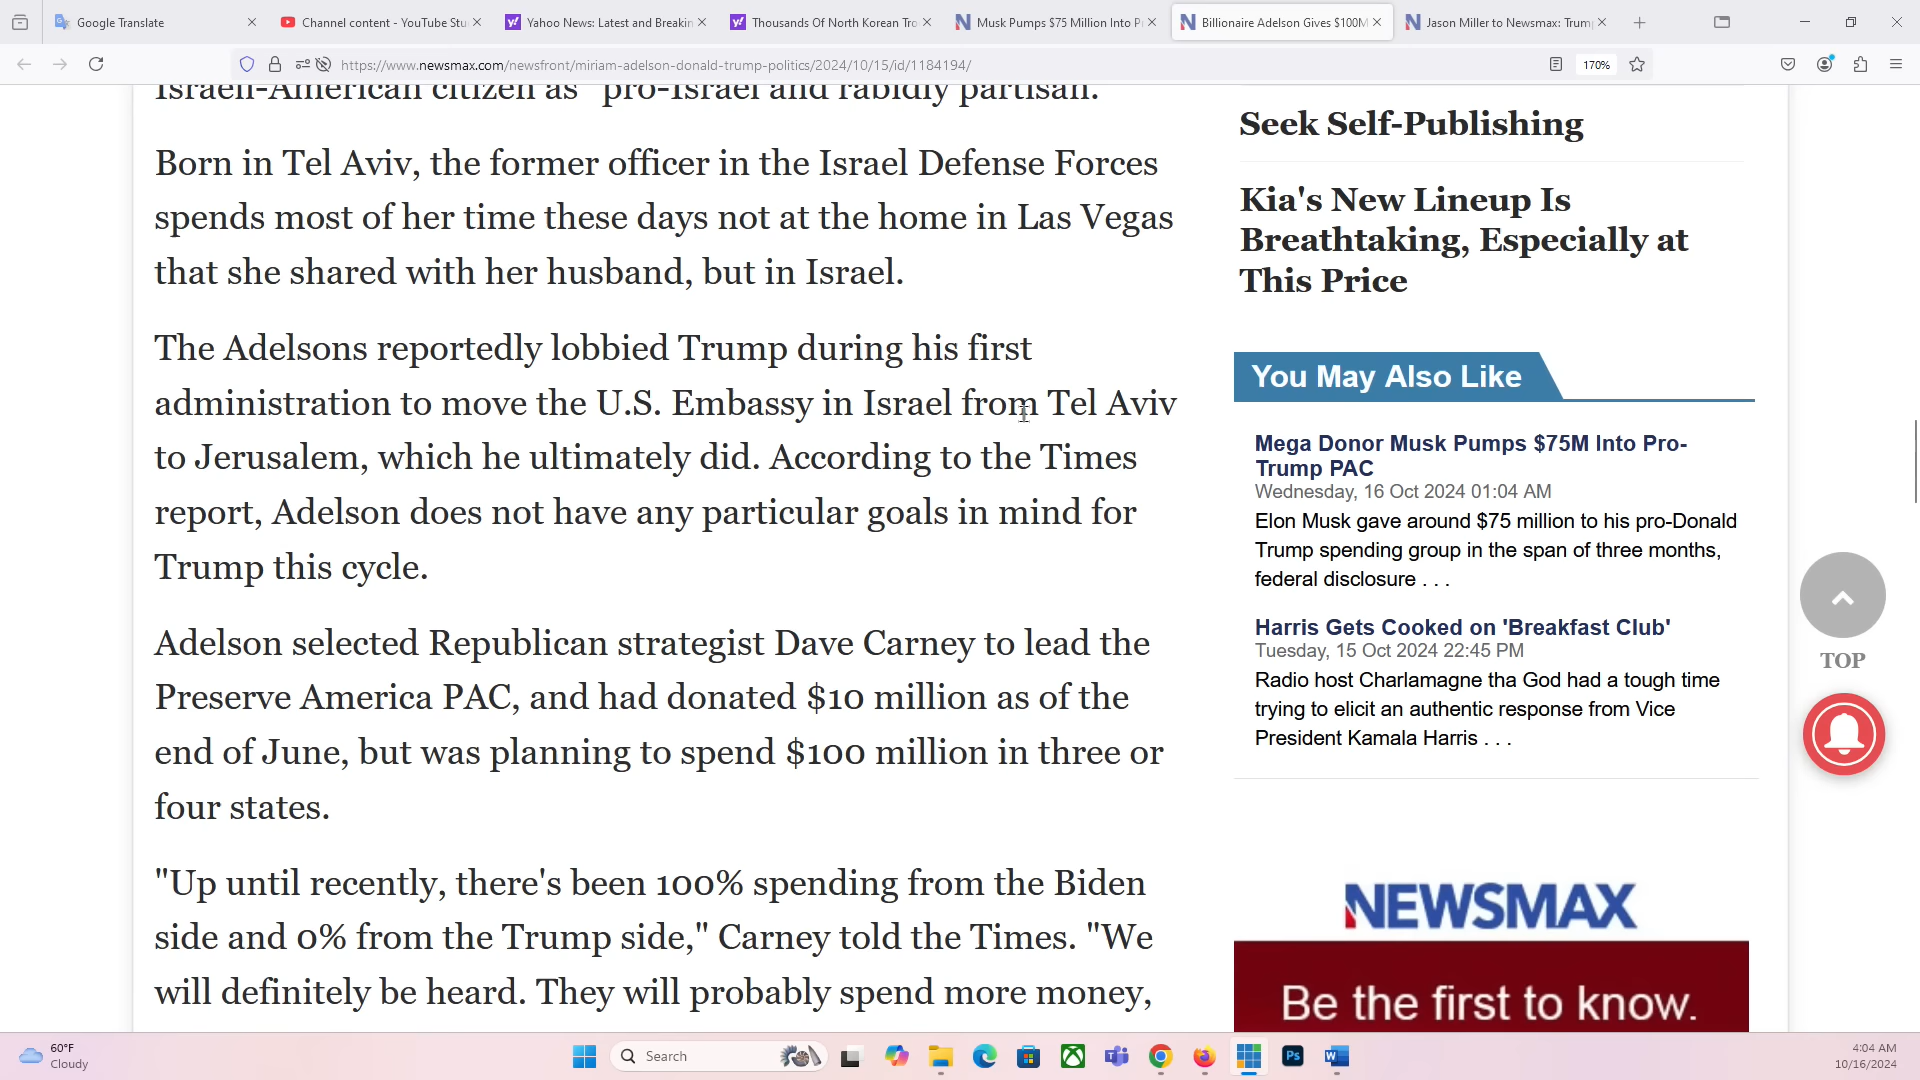 Google Translate
Channel content - YouTube Stu
Yahoo News: Latest and Breakin
Thousands Of North Korean Tro
Musk Pumps $75 Million Into P
Billionaire Adelson Gives $100M
Jason Miller to Newsmax: Trum
https://www.newsmax.com/newsfront/miriam-adelson-donald-trump-politics/2024/10/15/id/1184194/
170%
Israeli-American citizen as "pro-Israel and rabidly partisan."
Born in Tel Aviv, the former officer in the Israel Defense Forces
spends most of her time these days not at the home in Las Vegas
that she shared with her husband, but in Israel.
The Adelsons reportedly lobbied Trump during his first
administration to move the U.S. Embassy in Israel from Tel Aviv
to Jerusalem, which he ultimately did. According to the Times
report, Adelson does not have any particular goals in mind for
Trump this cycle.
Adelson selected Republican strategist Dave Carney to lead the
Preserve America PAC, and had donated $10 million as of the
end of June, but was planning to spend $100 million in three or
four states.
"Up until recently, there's been 100% spending from the Biden
side and 0% from the Trump side," Carney told the Times. "We
will definitely be heard. They will probably spend more money,
Seek Self-Publishing
Kia's New Lineup Is
Breathtaking, Especially at
This Price
You May Also Like
Mega Donor Musk Pumps $75M Into Pro-
Trump PAC
Wednesday, 16 Oct 2024 01:04 AM
Elon Musk gave around $75 million to his pro-Donald
Trump spending group in the span of three months,
federal disclosure . . .
Harris Gets Cooked on 'Breakfast Club'
Tuesday, 15 Oct 2024 22:45 PM
Radio host Charlamagne tha God had a tough time
trying to elicit an authentic response from Vice
President Kamala Harris . . .
NEWSMAX
Be the first to know.
TOP
60°F
Cloudy
Search
Ps
4:04 AM
10/16/2024